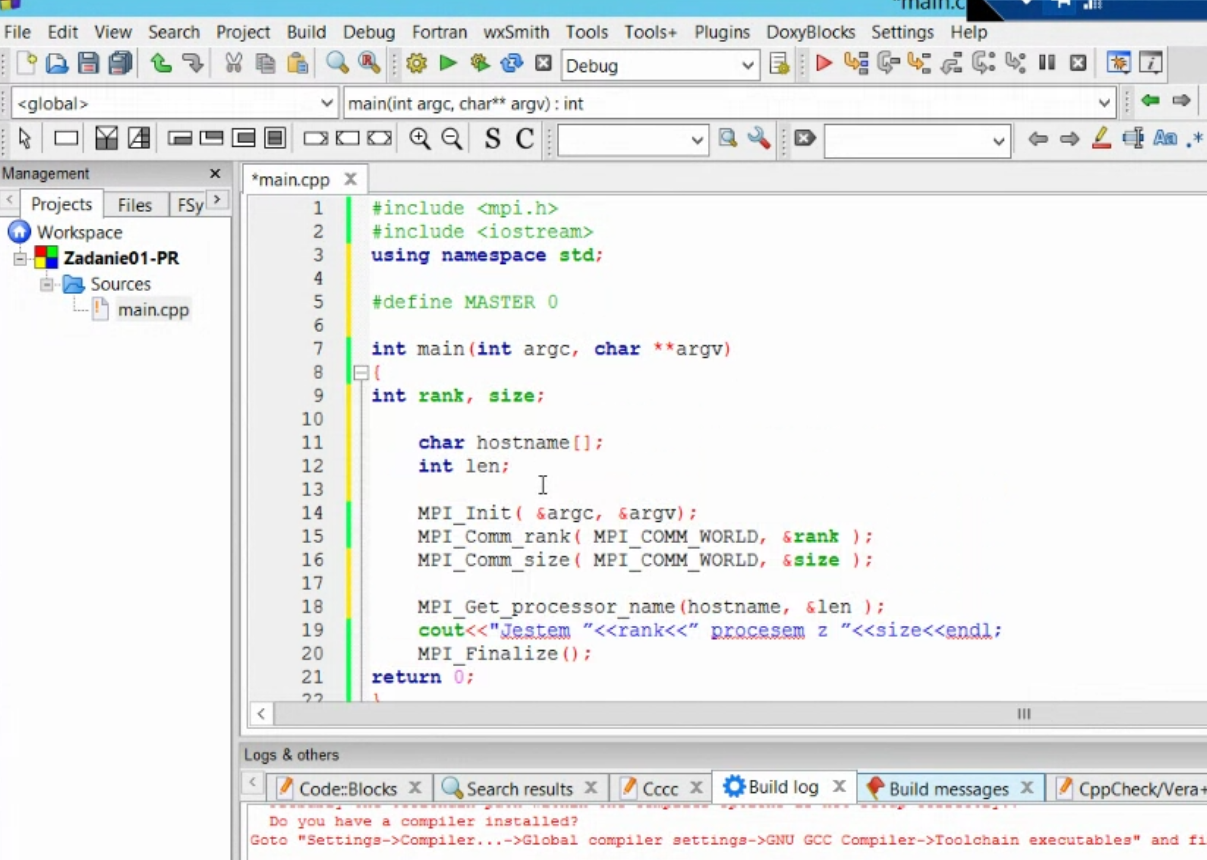 *main.c
File Edit View Search Project Build Debug Fortran wxSmith Tools Tools+ Plugins DoxyBlocks Settings Help
Debug
<global> main(int argc, char** argv) : int
S C
Management
Projects Files FSy
*main.cpp
Workspace
Zadanie01-PR
Sources
main.cpp
1 #include <mpi.h>
2 #include <iostream>
3 using namespace std;
4
5 #define MASTER 0
6
7 int main(int argc, char **argv)
8 {
9 int rank, size;
10
11 char hostname[];
12 int len;
13
14 MPI_Init( &argc, &argv);
15 MPI_Comm_rank( MPI_COMM_WORLD, &rank );
16 MPI_Comm_size( MPI_COMM_WORLD, &size );
17
18 MPI_Get_processor_name(hostname, &len );
19 cout<<"Jestem ”<<rank<<” procesem z ”<<size<<endl;
20 MPI_Finalize();
21 return 0;
22 }
Logs & others
Code::Blocks Search results Cccc Build log Build messages CppCheck/Vera+
Do you have a compiler installed?
Goto "Settings->Compiler...->Global compiler settings->GNU GCC Compiler->Toolchain executables" and fi